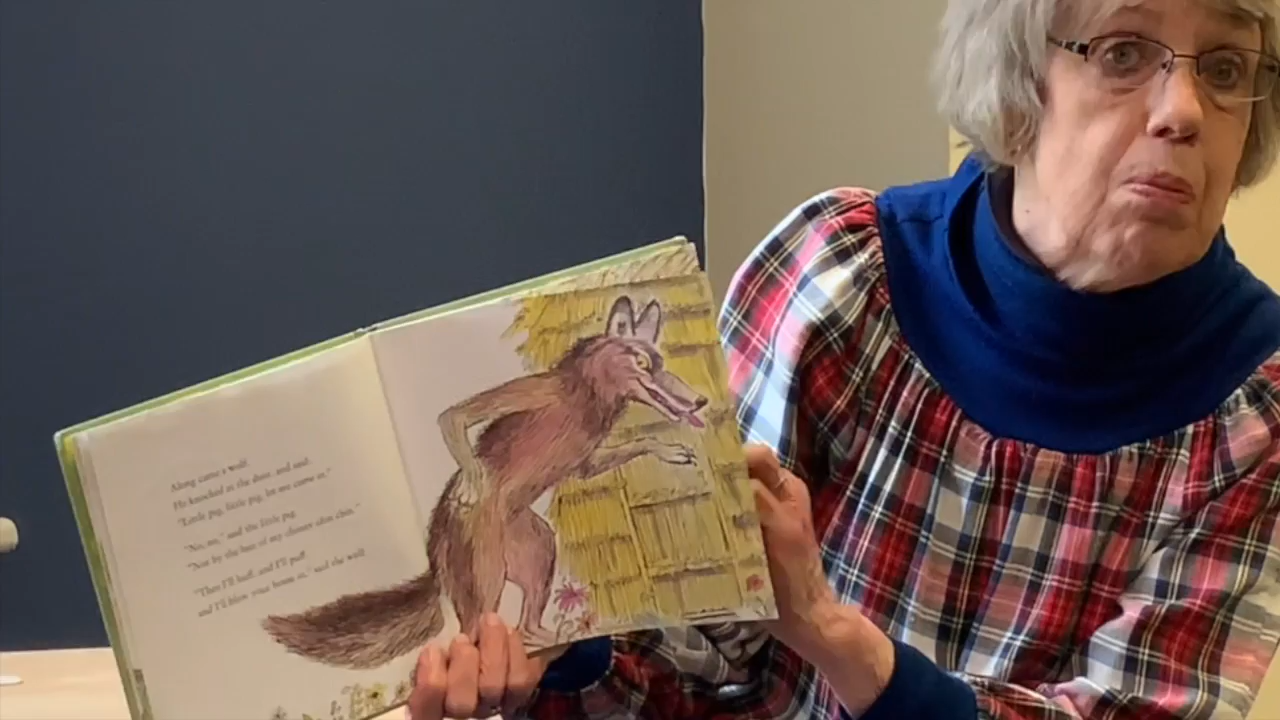 Along came a wolf.
He knocked at the door, and said:
"Little pig, little pig, let me come in."
"No, no," said the little pig.
"Not by the hair of my chinny chin chin."
"Then I'll huff, and I'll puff
and I'll blow your house in," said the wolf.